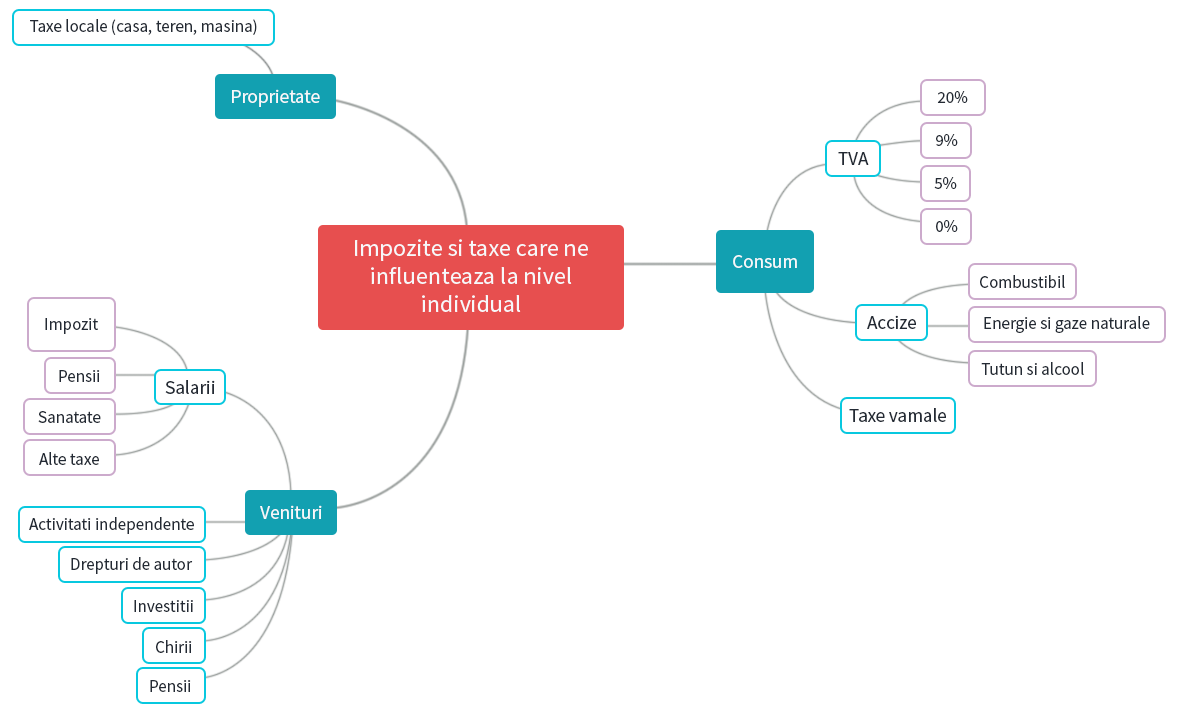 Taxe locale (casa, teren, masina)
Proprietate
Impozite si taxe care ne
influenteaza la nivel
individual
Consum
TVA
20%
9%
5%
0%
Accize
Combustibil
Energie si gaze naturale
Tutun si alcool
Taxe vamale
Salarii
Impozit
Pensii
Sanatate
Alte taxe
Venituri
Activitati independente
Drepturi de autor
Investitii
Chirii
Pensii